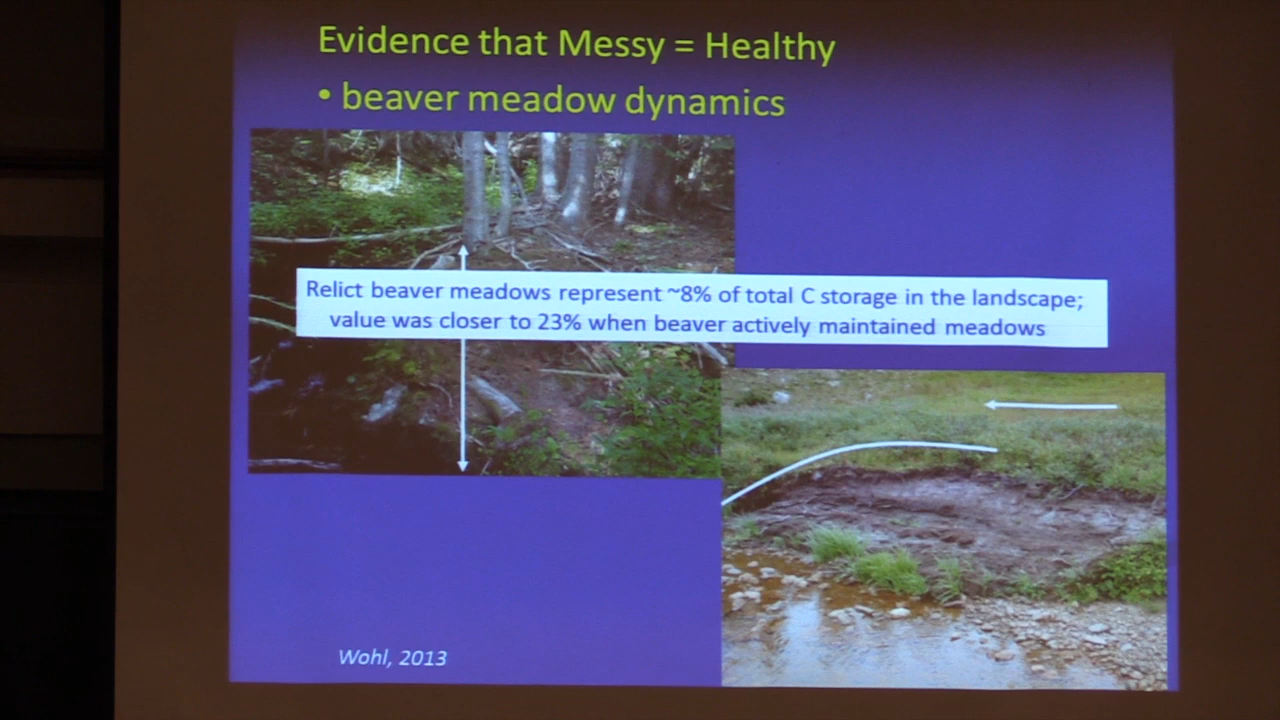 Evidence that Messy = Healthy
• beaver meadow dynamics
Relict beaver meadows represent ~8% of total C storage in the landscape;
value was closer to 23% when beaver actively maintained meadows
Wohl, 2013